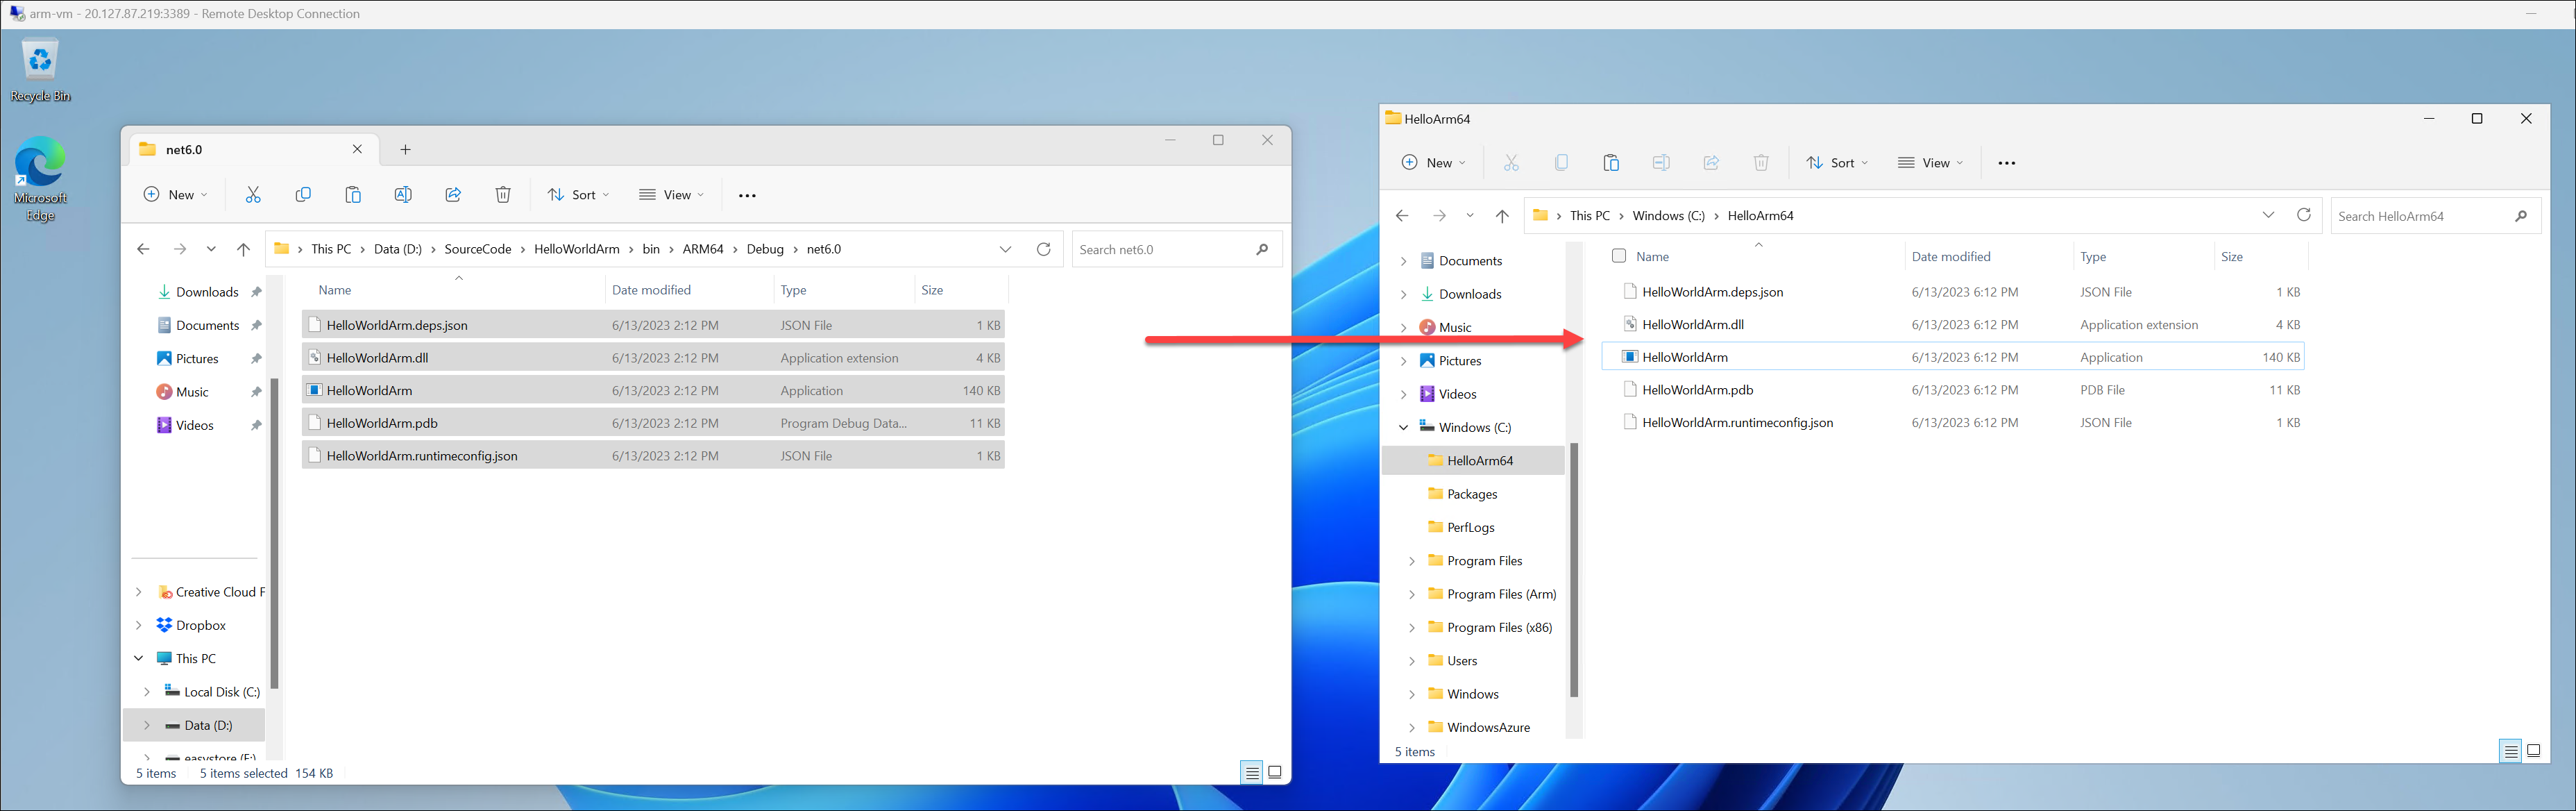 arm-vm - 20.127.87.219:3389 - Remote Desktop Connection
Recycle Bin
Microsoft
Edge
net6.0
New
Sort
View
This PC > Data (D:) > SourceCode > HelloWorldArm > bin > ARM64 > Debug > net6.0
Search net6.0
Downloads
Documents
Pictures
Music
Videos
Creative Cloud F
Dropbox
This PC
Local Disk (C:)
Data (D:)
easystore (E:)
Name Date modified Type Size
HelloWorldArm.deps.json 6/13/2023 2:12 PM JSON File 1 KB
HelloWorldArm.dll 6/13/2023 2:12 PM Application extension 4 KB
HelloWorldArm 6/13/2023 2:12 PM Application 140 KB
HelloWorldArm.pdb 6/13/2023 2:12 PM Program Debug Data... 11 KB
HelloWorldArm.runtimeconfig.json 6/13/2023 2:12 PM JSON File 1 KB
5 items 5 items selected 154 KB
HelloArm64
New
Sort
View
This PC > Windows (C:) > HelloArm64
Search HelloArm64
Documents
Downloads
Music
Pictures
Videos
Windows (C:)
HelloArm64
Packages
PerfLogs
Program Files
Program Files (Arm)
Program Files (x86)
Users
Windows
WindowsAzure
Name Date modified Type Size
HelloWorldArm.deps.json 6/13/2023 6:12 PM JSON File 1 KB
HelloWorldArm.dll 6/13/2023 6:12 PM Application extension 4 KB
HelloWorldArm 6/13/2023 6:12 PM Application 140 KB
HelloWorldArm.pdb 6/13/2023 6:12 PM PDB File 11 KB
HelloWorldArm.runtimeconfig.json 6/13/2023 6:12 PM JSON File 1 KB
5 items